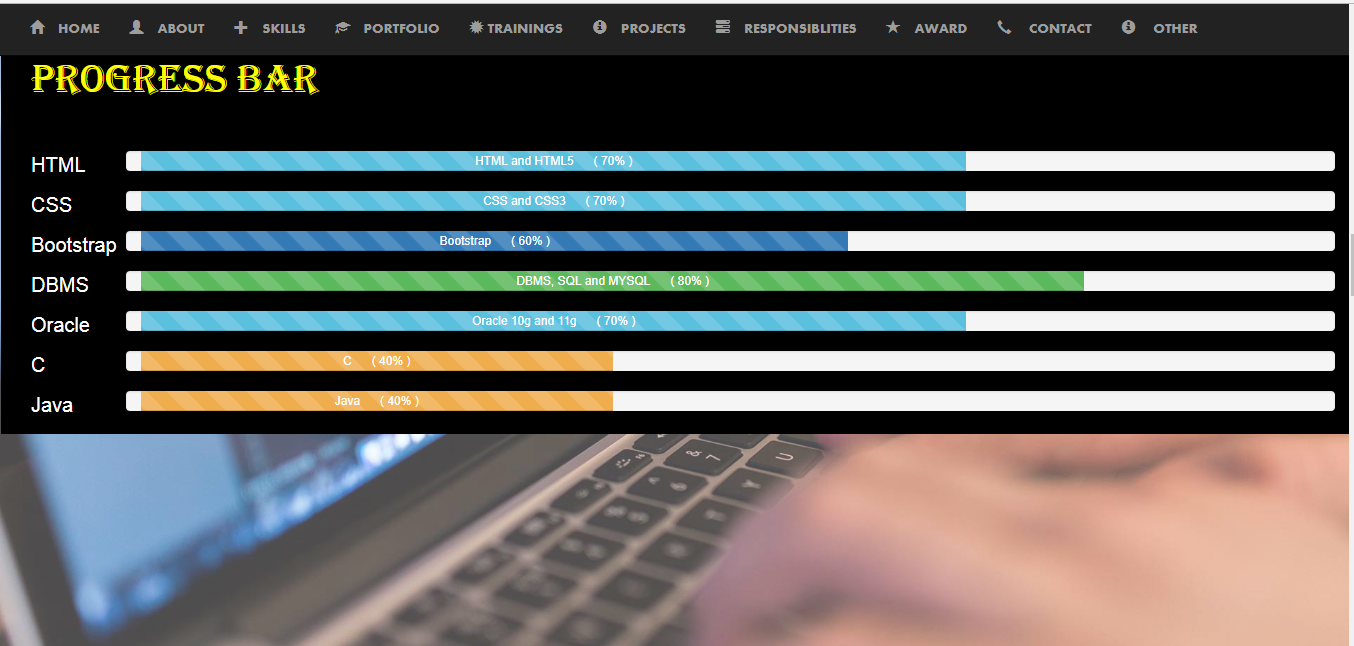 HOME ABOUT SKILLS PORTFOLIO TRAININGS PROJECTS RESPONSIBLITIES AWARD CONTACT OTHER
PROGRESS BAR
HTML HTML and HTML5 ( 70% )
CSS CSS and CSS3 ( 70% )
Bootstrap Bootstrap ( 60% )
DBMS DBMS, SQL and MYSQL ( 80% )
Oracle Oracle 10g and 11g ( 70% )
C C ( 40% )
Java Java ( 40% )